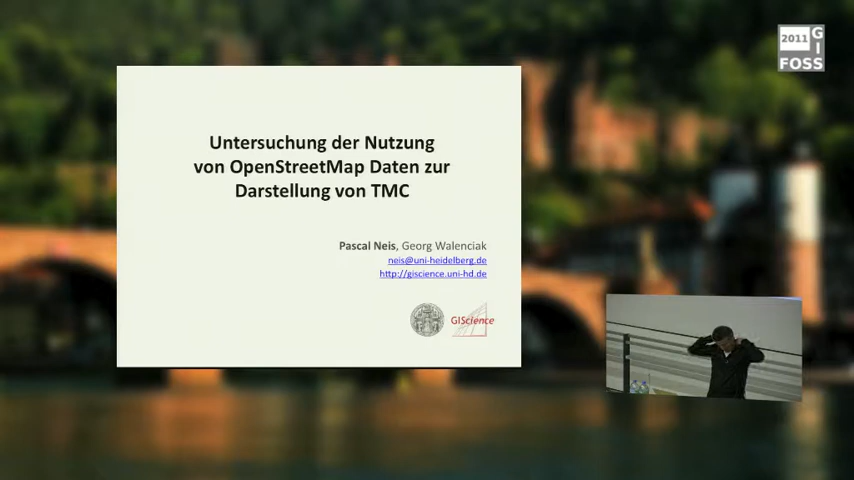 2011 G
I
FOSS
Untersuchung der Nutzung
von OpenStreetMap Daten zur
Darstellung von TMC
Pascal Neis, Georg Walenciak
neis@uni-heidelberg.de
http://giscience.uni-hd.de
GIScience